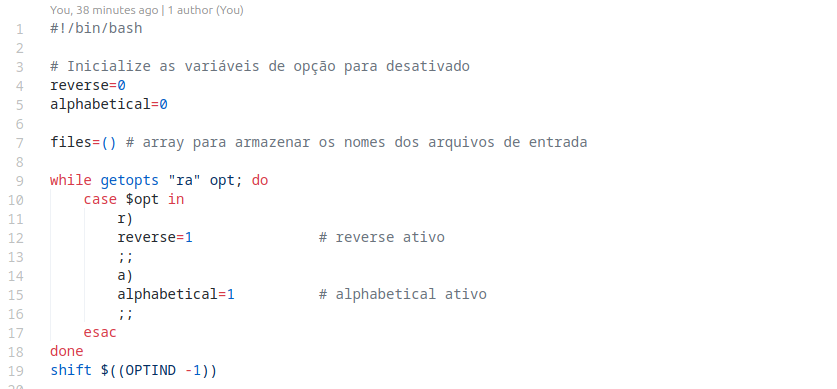 You, 38 minutes ago | 1 author (You)
1 #!/bin/bash
2
3 # Inicialize as variáveis de opção para desativado
4 reverse=0
5 alphabetical=0
6
7 files=() # array para armazenar os nomes dos arquivos de entrada
8
9 while getopts "ra" opt; do
10     case $opt in
11         r)
12         reverse=1               # reverse ativo
13         ;;
14         a)
15         alphabetical=1          # alphabetical ativo
16         ;;
17     esac
18 done
19 shift $((OPTIND -1))
20